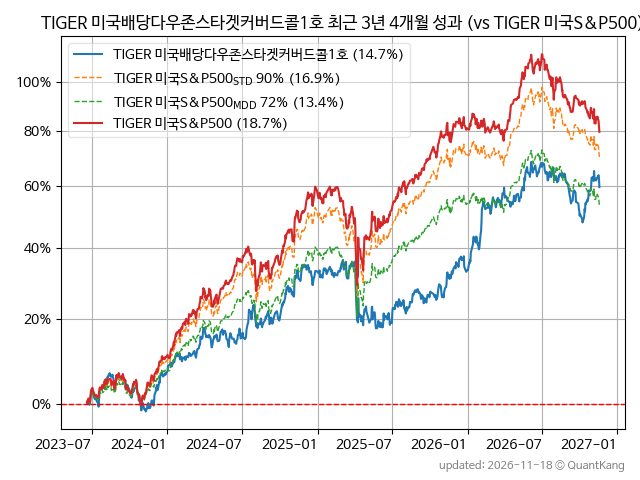 TIGER 미국배당다우존스타겟커버드콜1호 최근 3년 4개월 성과 (vs TIGER 미국S&P500)
TIGER 미국배당다우존스타겟커버드콜1호 (14.7%)
TIGER 미국S&P500STD 90% (16.9%)
TIGER 미국S&P500MDD 72% (13.4%)
TIGER 미국S&P500 (18.7%)
100%
80%
60%
40%
20%
0%
2023-07 2024-01 2024-07 2025-01 2025-07 2026-01 2026-07 2027-01
updated: 2026-11-18 © QuantKang